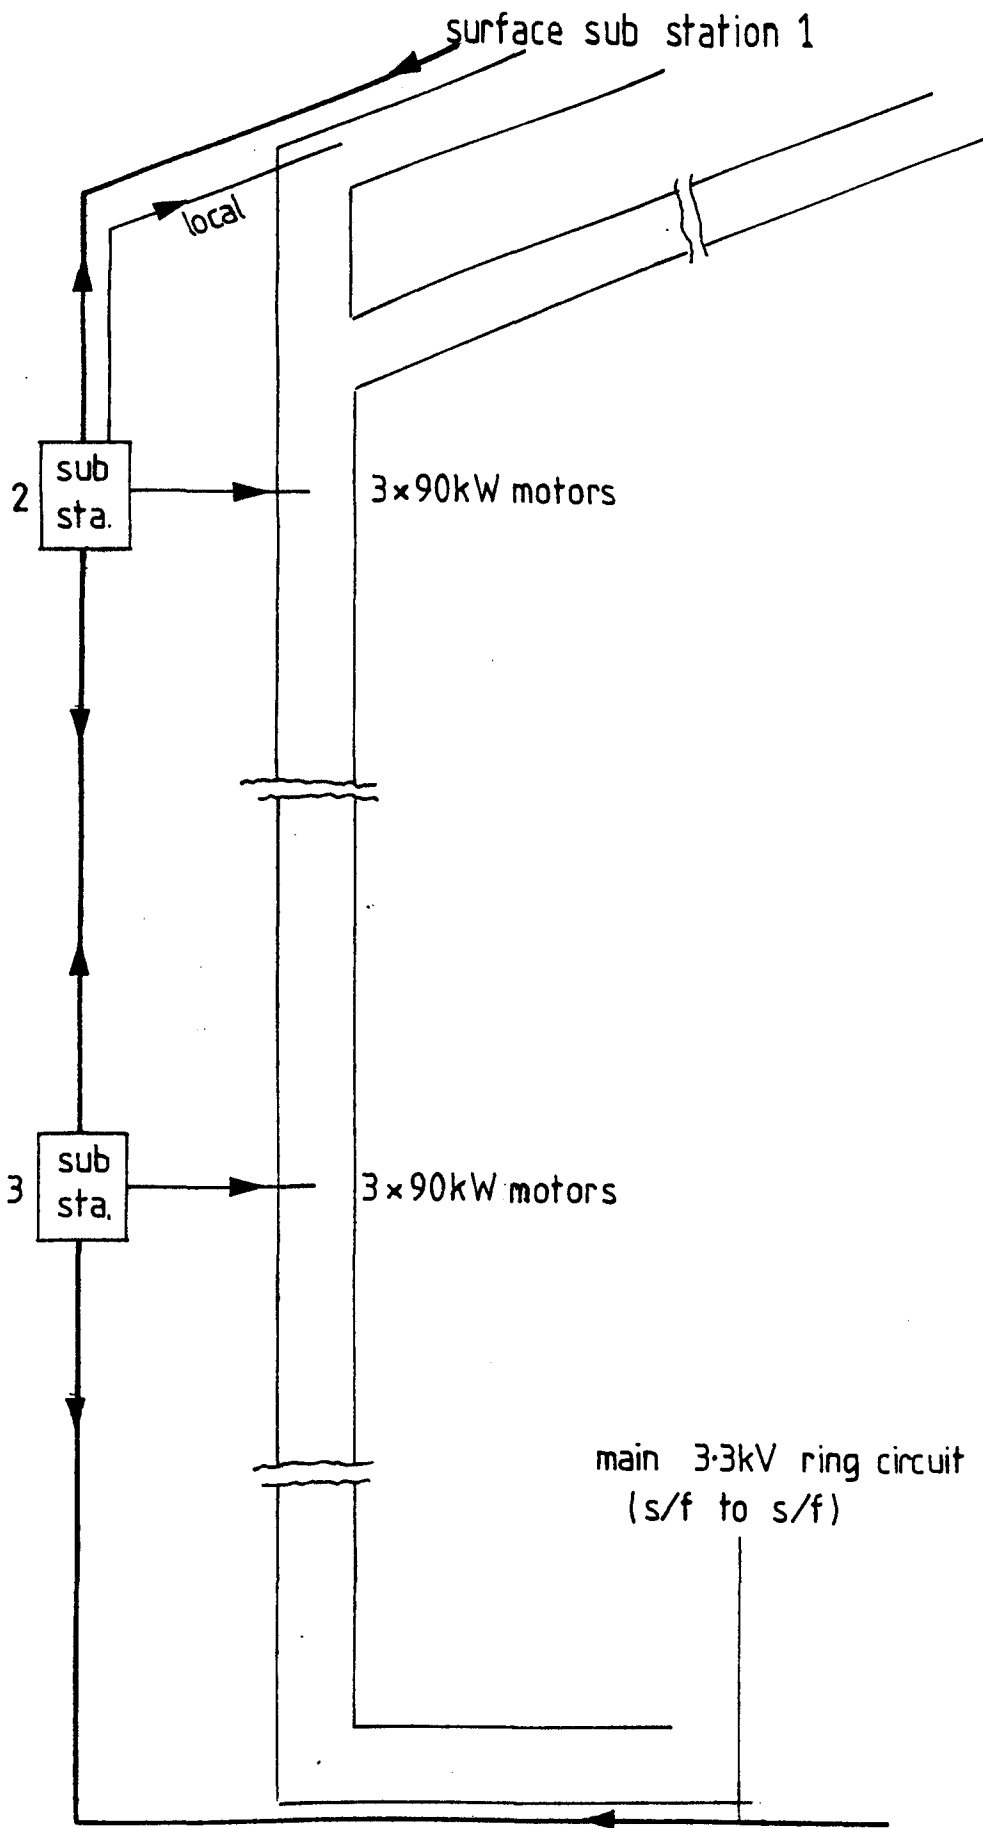 surface sub station 1
local
2
sub
sta.
3×90kW motors
3
sub
sta.
3×90kW motors
main 3·3kV ring circuit
(s/f to s/f)